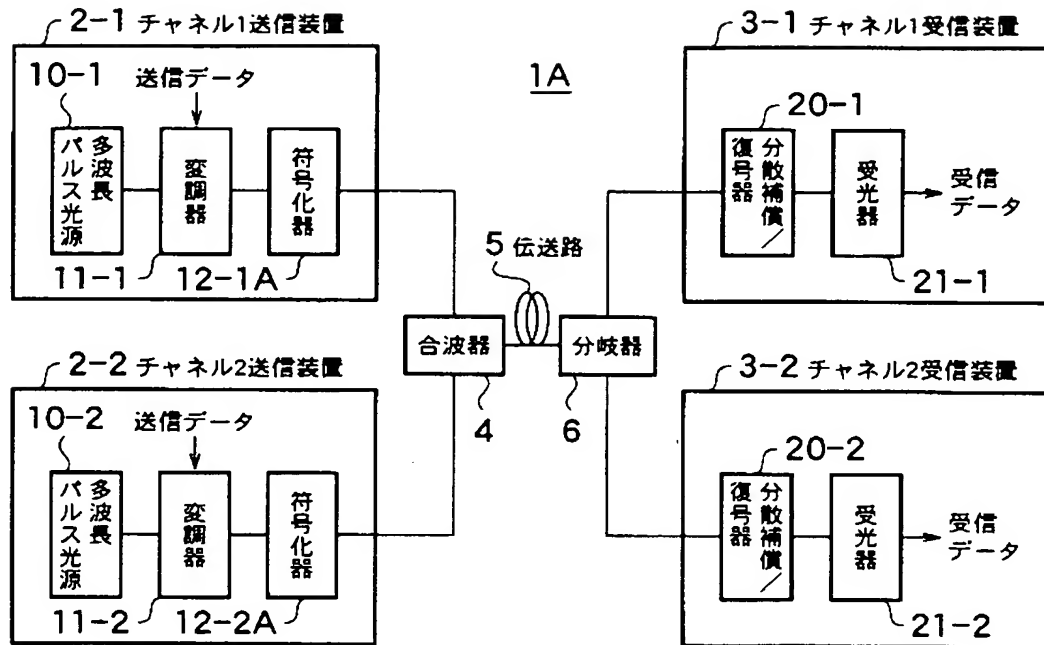 2-1 チャネル1送信装置
10-1
送信データ
多波長
パルス光源
変調器
符号化器
11-1
12-1A
1A
3-1 チャネル1受信装置
20-1
分散補償/
復号器
受光器
受信
データ
21-1
5 伝送路
合波器
分岐器
4
6
2-2 チャネル2送信装置
10-2
送信データ
多波長
パルス光源
変調器
符号化器
11-2
12-2A
3-2 チャネル2受信装置
20-2
分散補償/
復号器
受光器
受信
データ
21-2